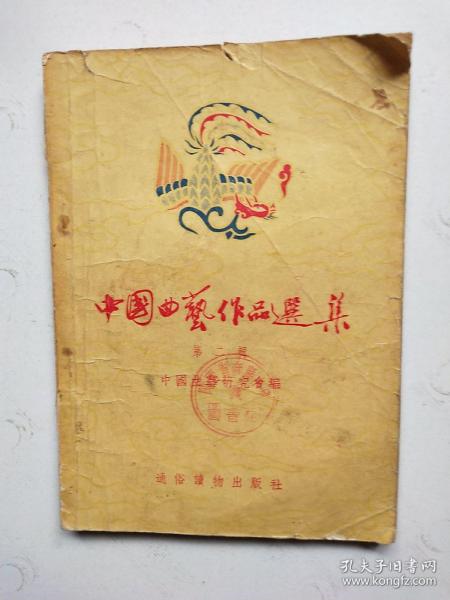 中國曲藝作品選集
第二輯
中國曲藝研究會編
通俗讀物出版社
孔夫子旧书网
www.kongfz.com